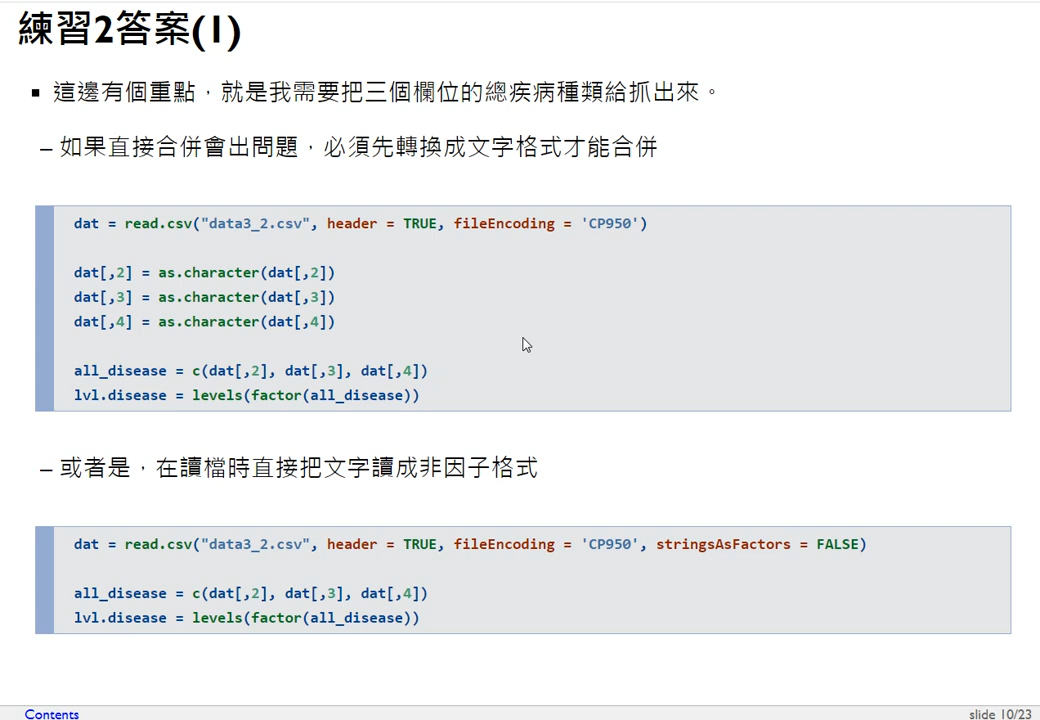 練習2答案(1)
▪ 這邊有個重點，就是我需要把三個欄位的總疾病種類給抓出來。
– 如果直接合併會出問題，必須先轉換成文字格式才能合併
dat = read.csv("data3_2.csv", header = TRUE, fileEncoding = 'CP950')
dat[,2] = as.character(dat[,2])
dat[,3] = as.character(dat[,3])
dat[,4] = as.character(dat[,4])
all_disease = c(dat[,2], dat[,3], dat[,4])
lvl.disease = levels(factor(all_disease))
– 或者是，在讀檔時直接把文字讀成非因子格式
dat = read.csv("data3_2.csv", header = TRUE, fileEncoding = 'CP950', stringsAsFactors = FALSE)
all_disease = c(dat[,2], dat[,3], dat[,4])
lvl.disease = levels(factor(all_disease))
Contents
slide 10/23